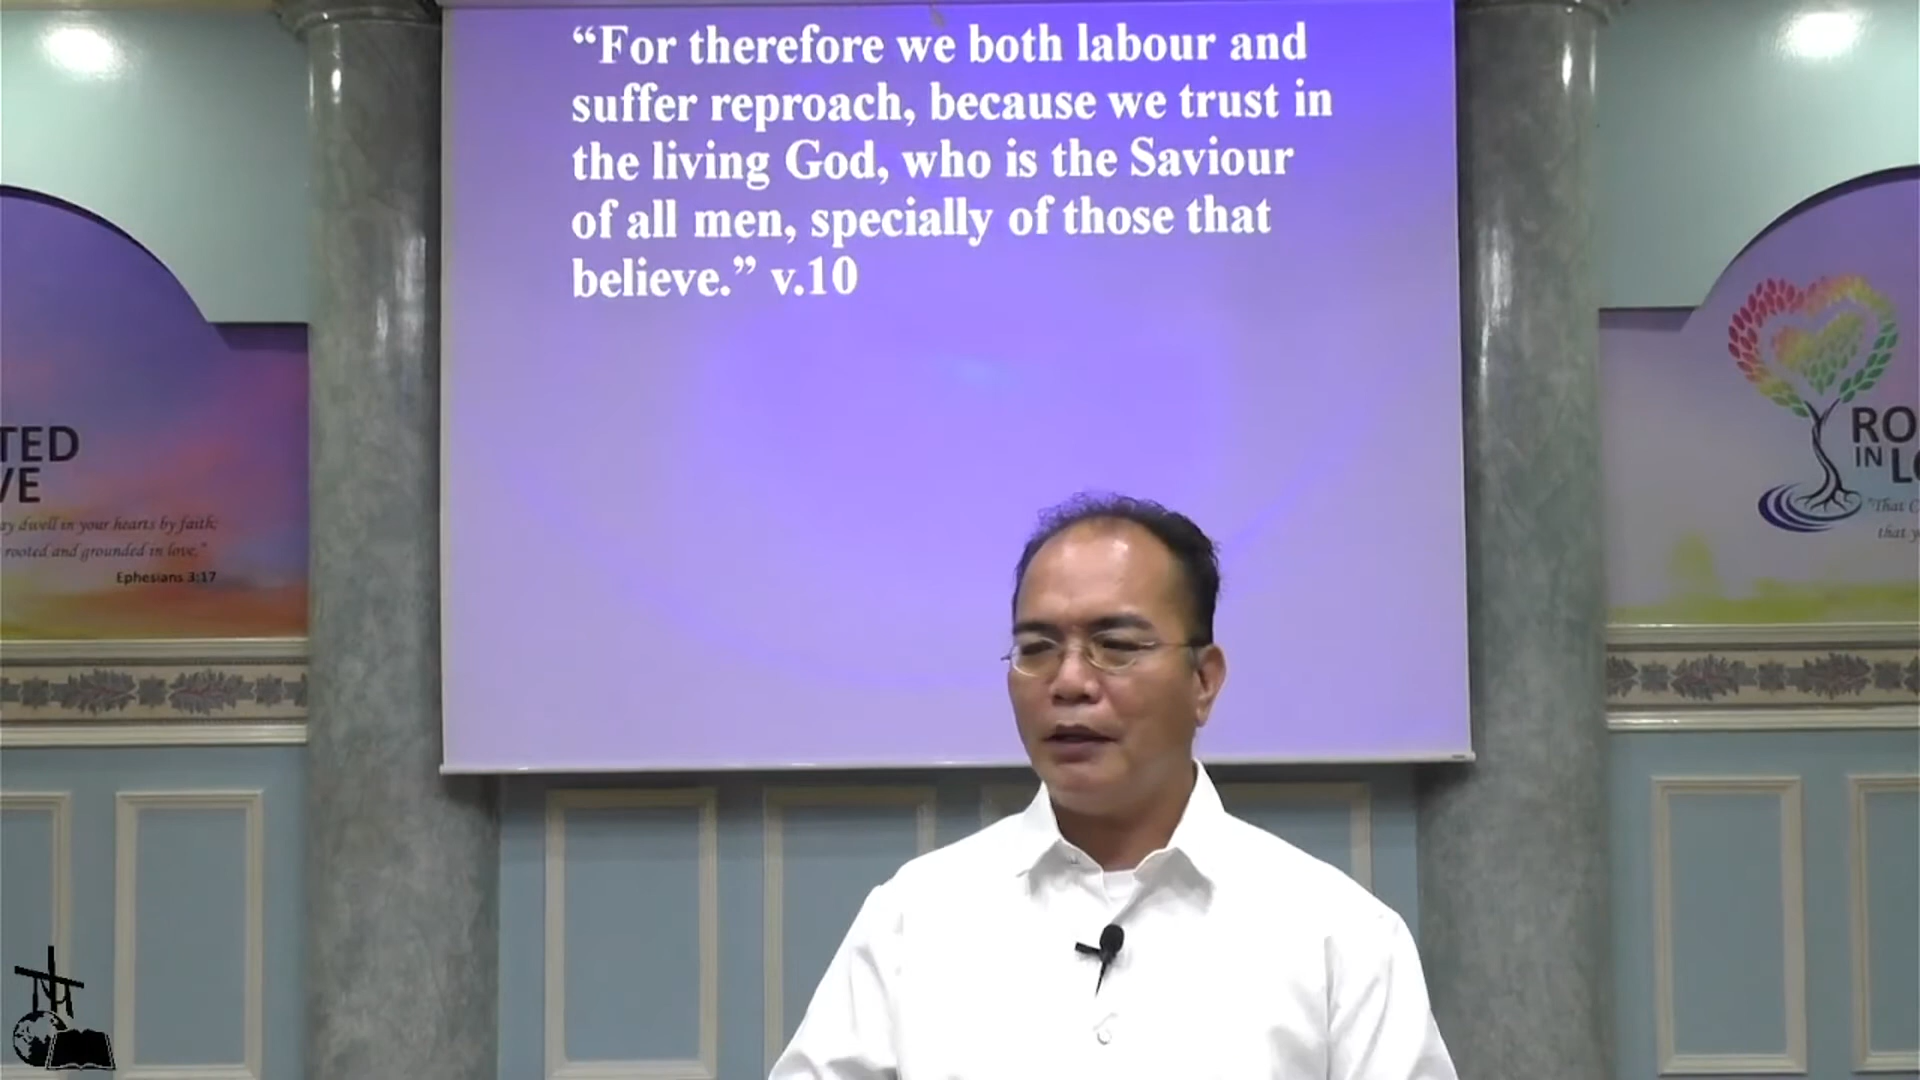 “For therefore we both labour and
suffer reproach, because we trust in
the living God, who is the Saviour
of all men, specially of those that
believe.” v.10
TED
VE
dwell in your hearts by faith;
rooted and grounded in love,"
Ephesians 3:17
RO
IN L
"That C
that y